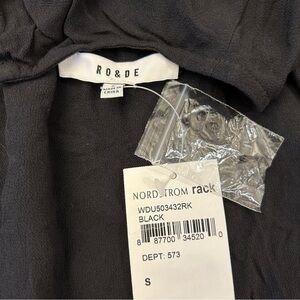 RO&DE
S
MADE IN
CHINA
NORDSTROM rack
WDU503432RK
BLACK
8 87700 34520 0
DEPT: 573
S